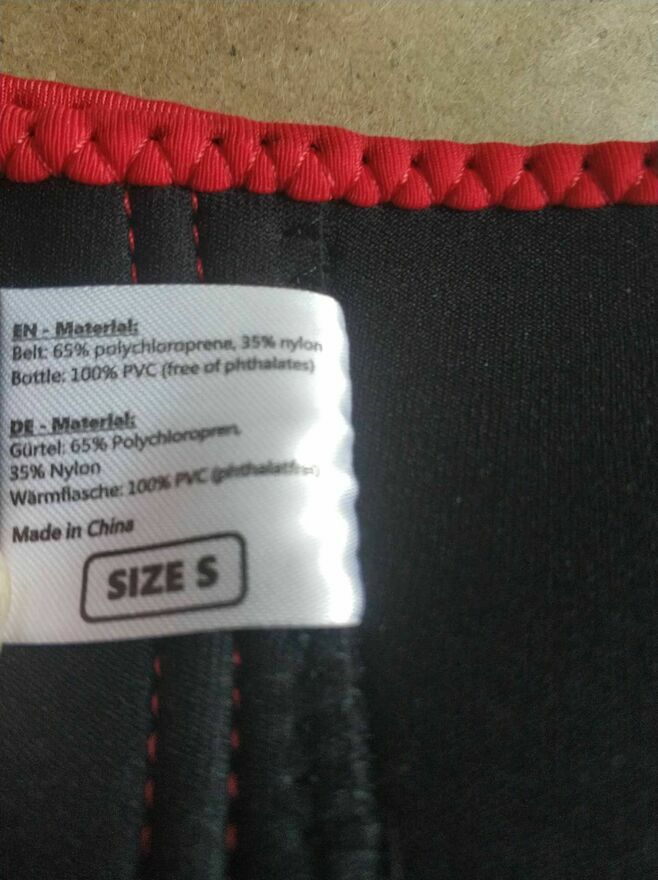 EN - Material:
Belt: 65% polychloroprene, 35% nylon
Bottle: 100% PVC (free of phthalates)
DE - Material:
Gürtel: 65% Polychloropren,
35% Nylon
Wärmflasche: 100% PVC (phthalatfrei)
Made in China
SIZE S